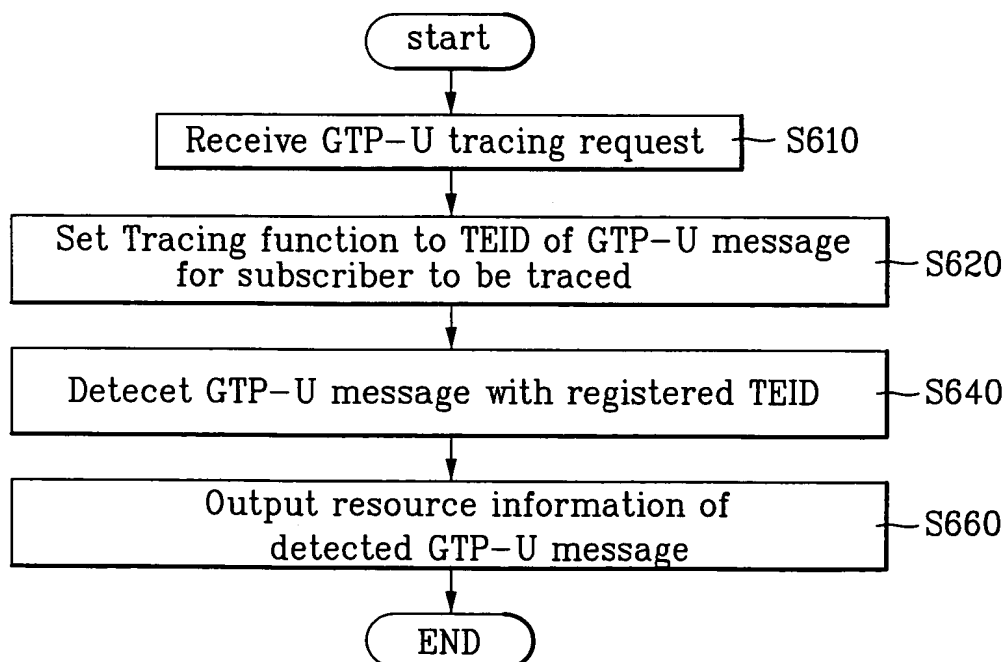 start
Receive GTP-U tracing request
S610
Set Tracing function to TEID of GTP-U message
for subscriber to be traced
S620
Detecet GTP-U message with registered TEID
S640
Output resource information of
detected GTP-U message
S660
END